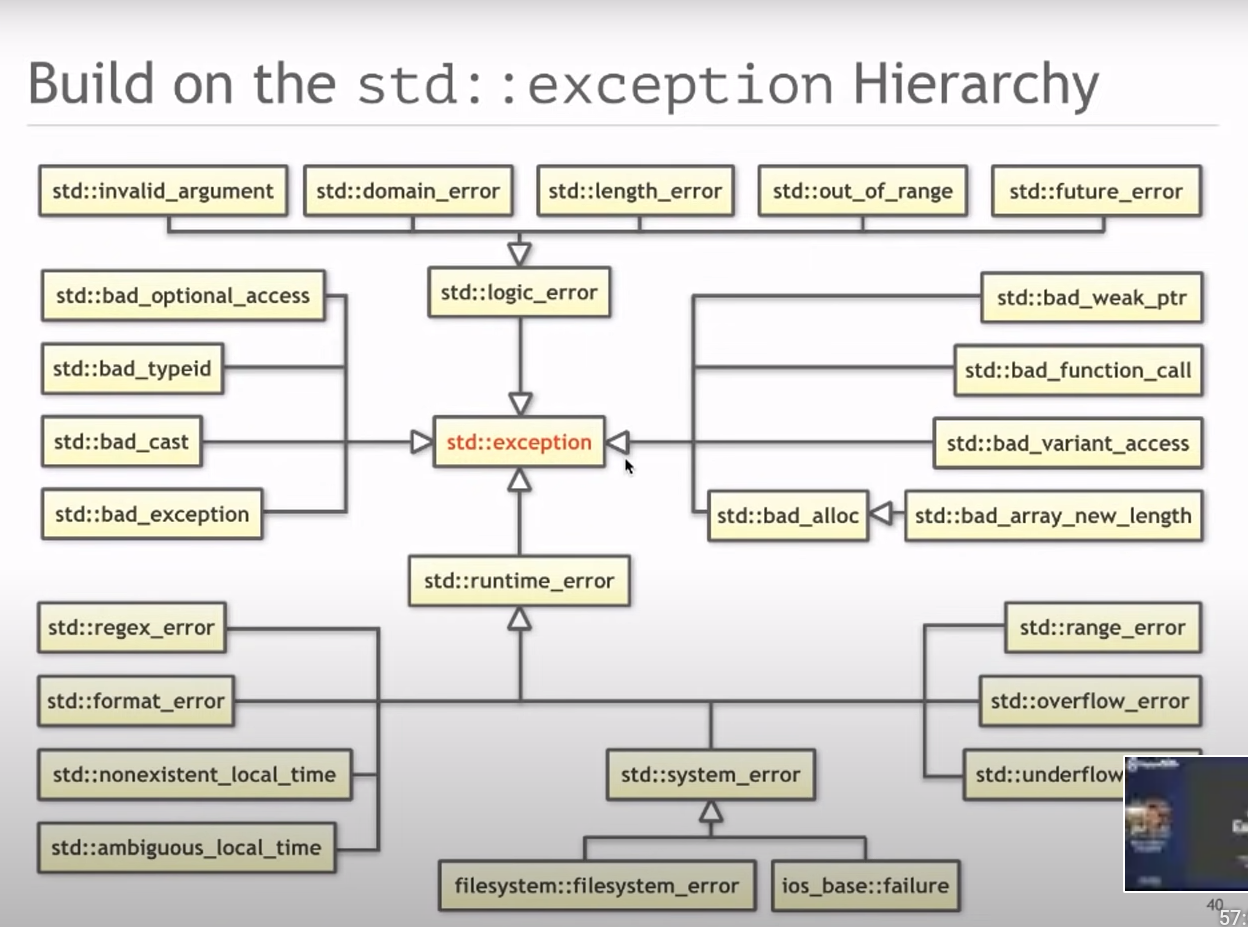 Build on the std::exception Hierarchy
std::invalid_argument
std::domain_error
std::length_error
std::out_of_range
std::future_error
std::logic_error
std::bad_optional_access
std::bad_typeid
std::bad_cast
std::bad_exception
std::exception
std::bad_weak_ptr
std::bad_function_call
std::bad_variant_access
std::bad_alloc
std::bad_array_new_length
std::runtime_error
std::regex_error
std::format_error
std::nonexistent_local_time
std::ambiguous_local_time
std::range_error
std::overflow_error
std::underflow
std::system_error
filesystem::filesystem_error
ios_base::failure
40
57: